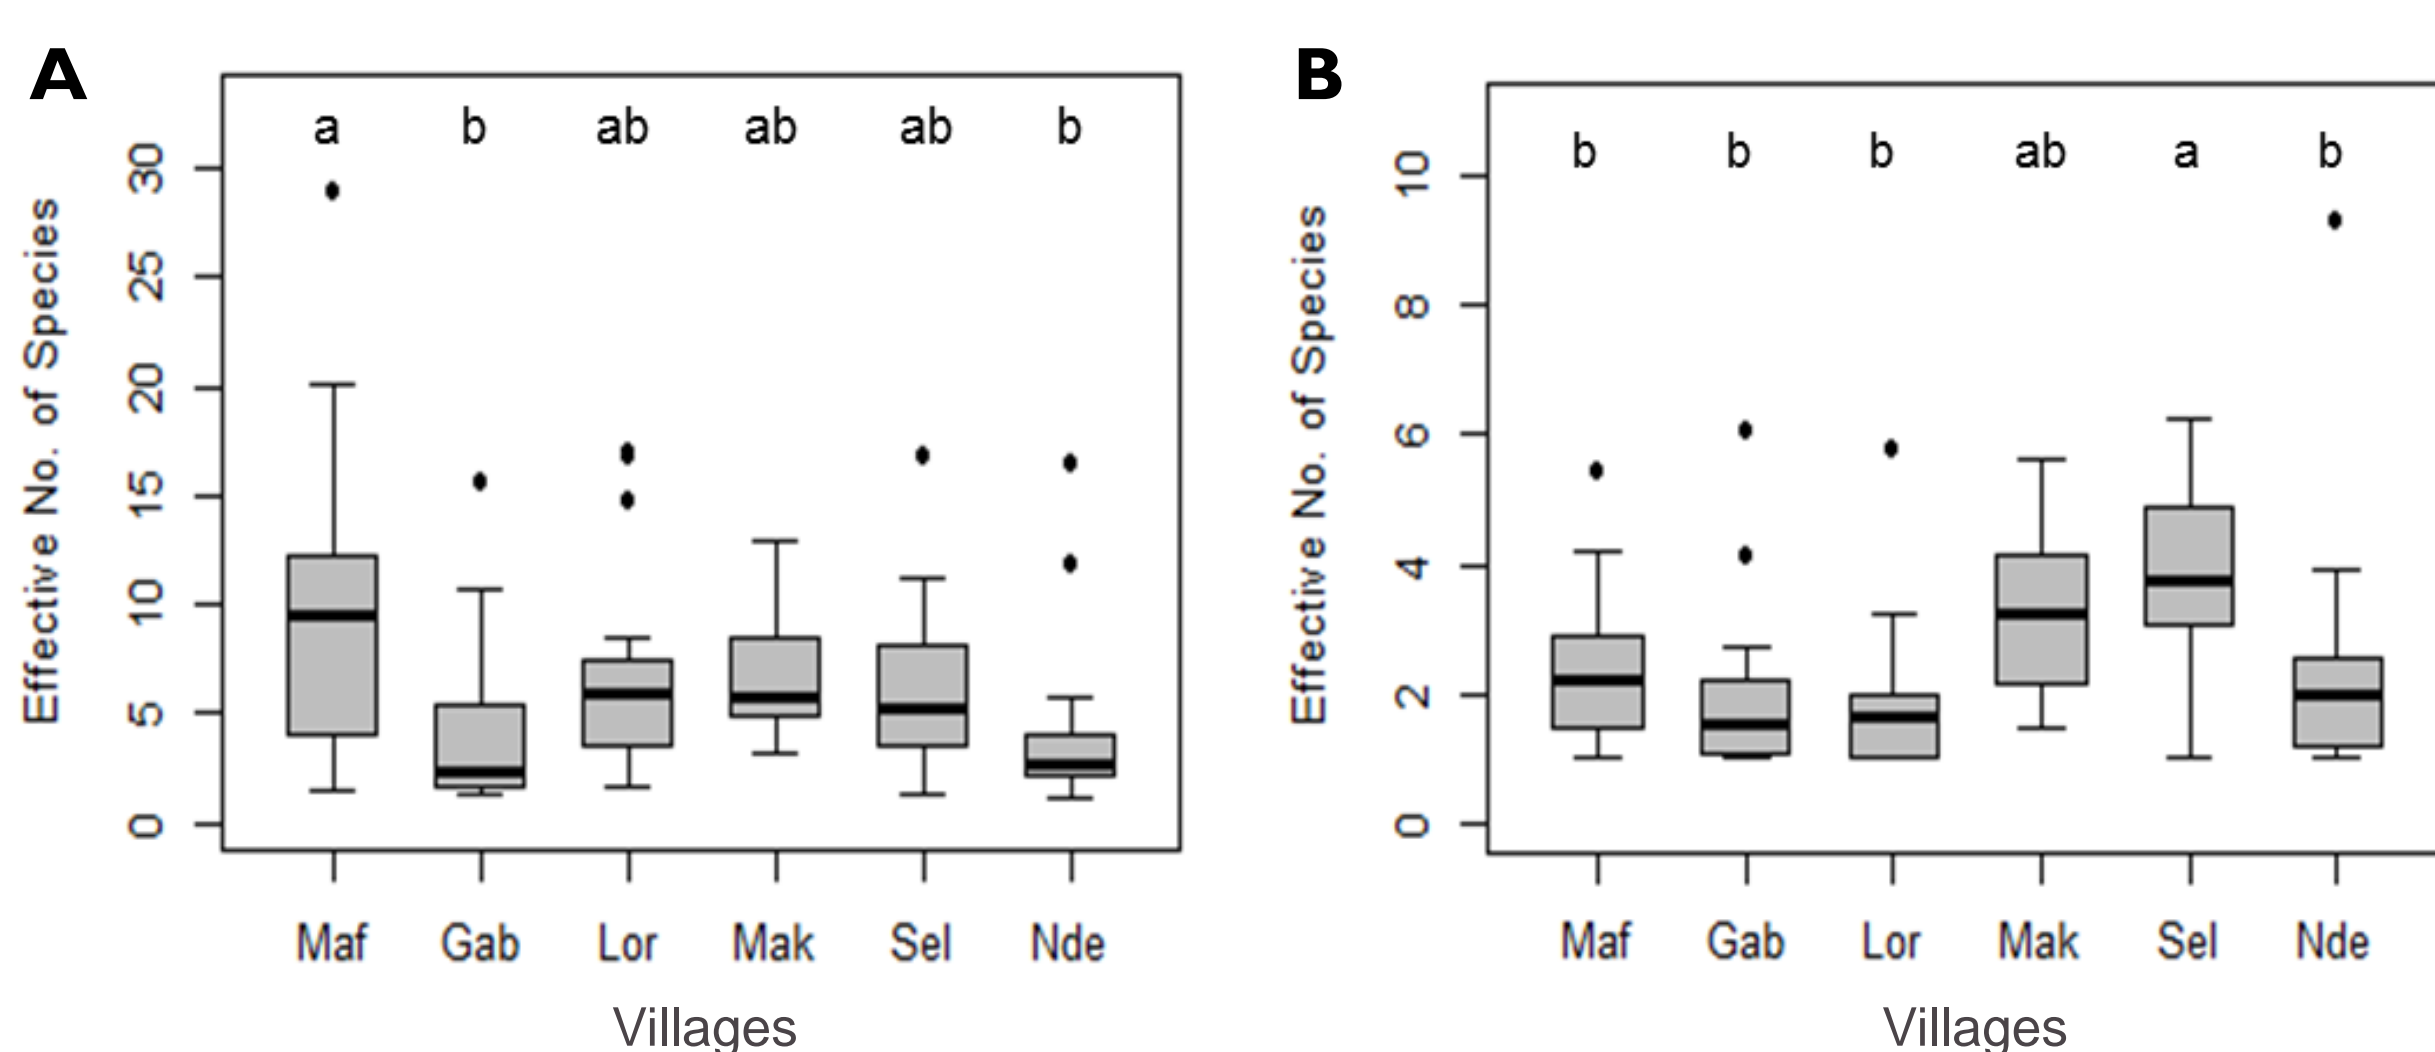 A
a b ab ab ab b
30
25
20
15
10
5
0
Effective No. of Species
Maf Gab Lor Mak Sel Nde
Villages
B
b b b ab a b
10
8
6
4
2
0
Effective No. of Species
Maf Gab Lor Mak Sel Nde
Villages